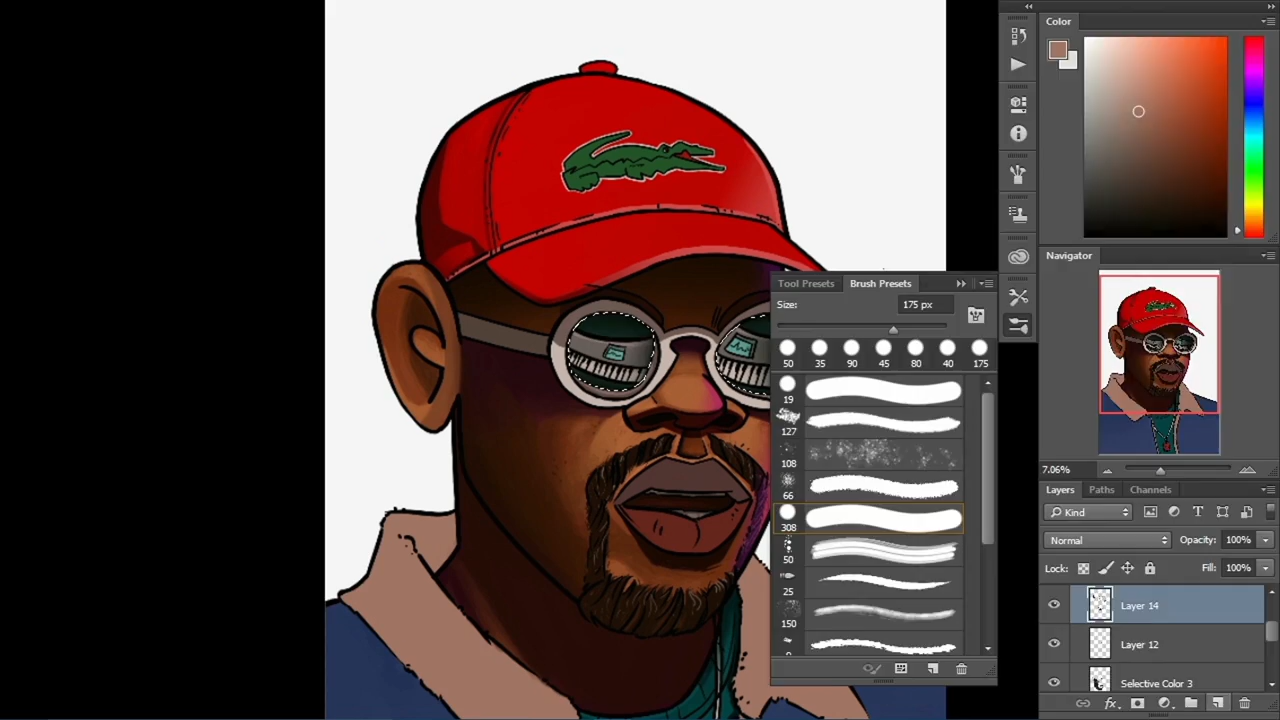 Color
Navigator
7.06%
Tool Presets
Brush Presets
Size:
175 px
50
35
90
45
80
40
175
19
127
108
66
308
50
25
150
Layers
Paths
Channels
Kind
Normal
Opacity:
100%
Lock:
Fill:
100%
Layer 14
Layer 12
Selective Color 3
fx